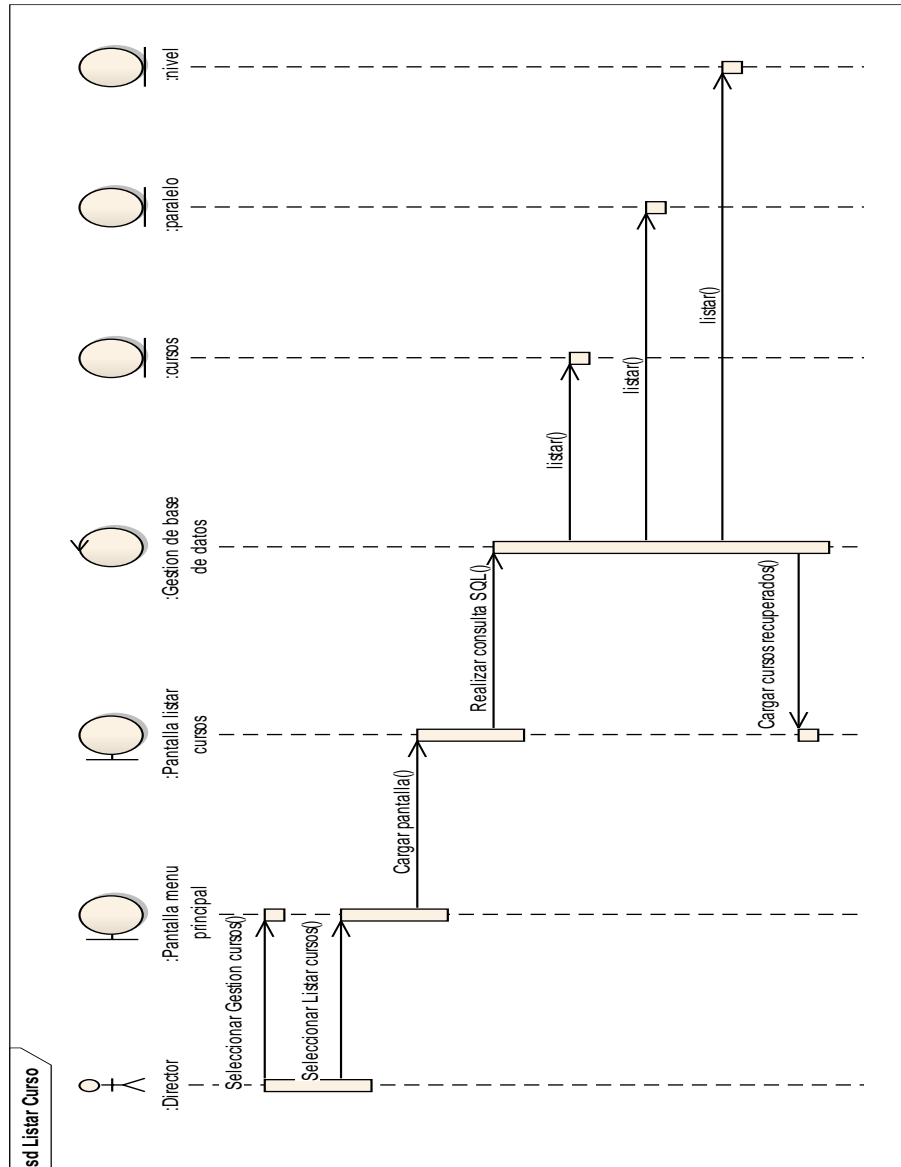 sd Listar Curso
:Director
:Pantalla menu
principal
:Pantalla listar
cursos
:Gestion de base
de datos
:cursos
:paralelo
:nivel
Seleccionar Gestion cursos()
Seleccionar Listar cursos()
Cargar pantalla()
Realizar consulta SQL()
listar()
listar()
listar()
Cargar cursos recuperados()